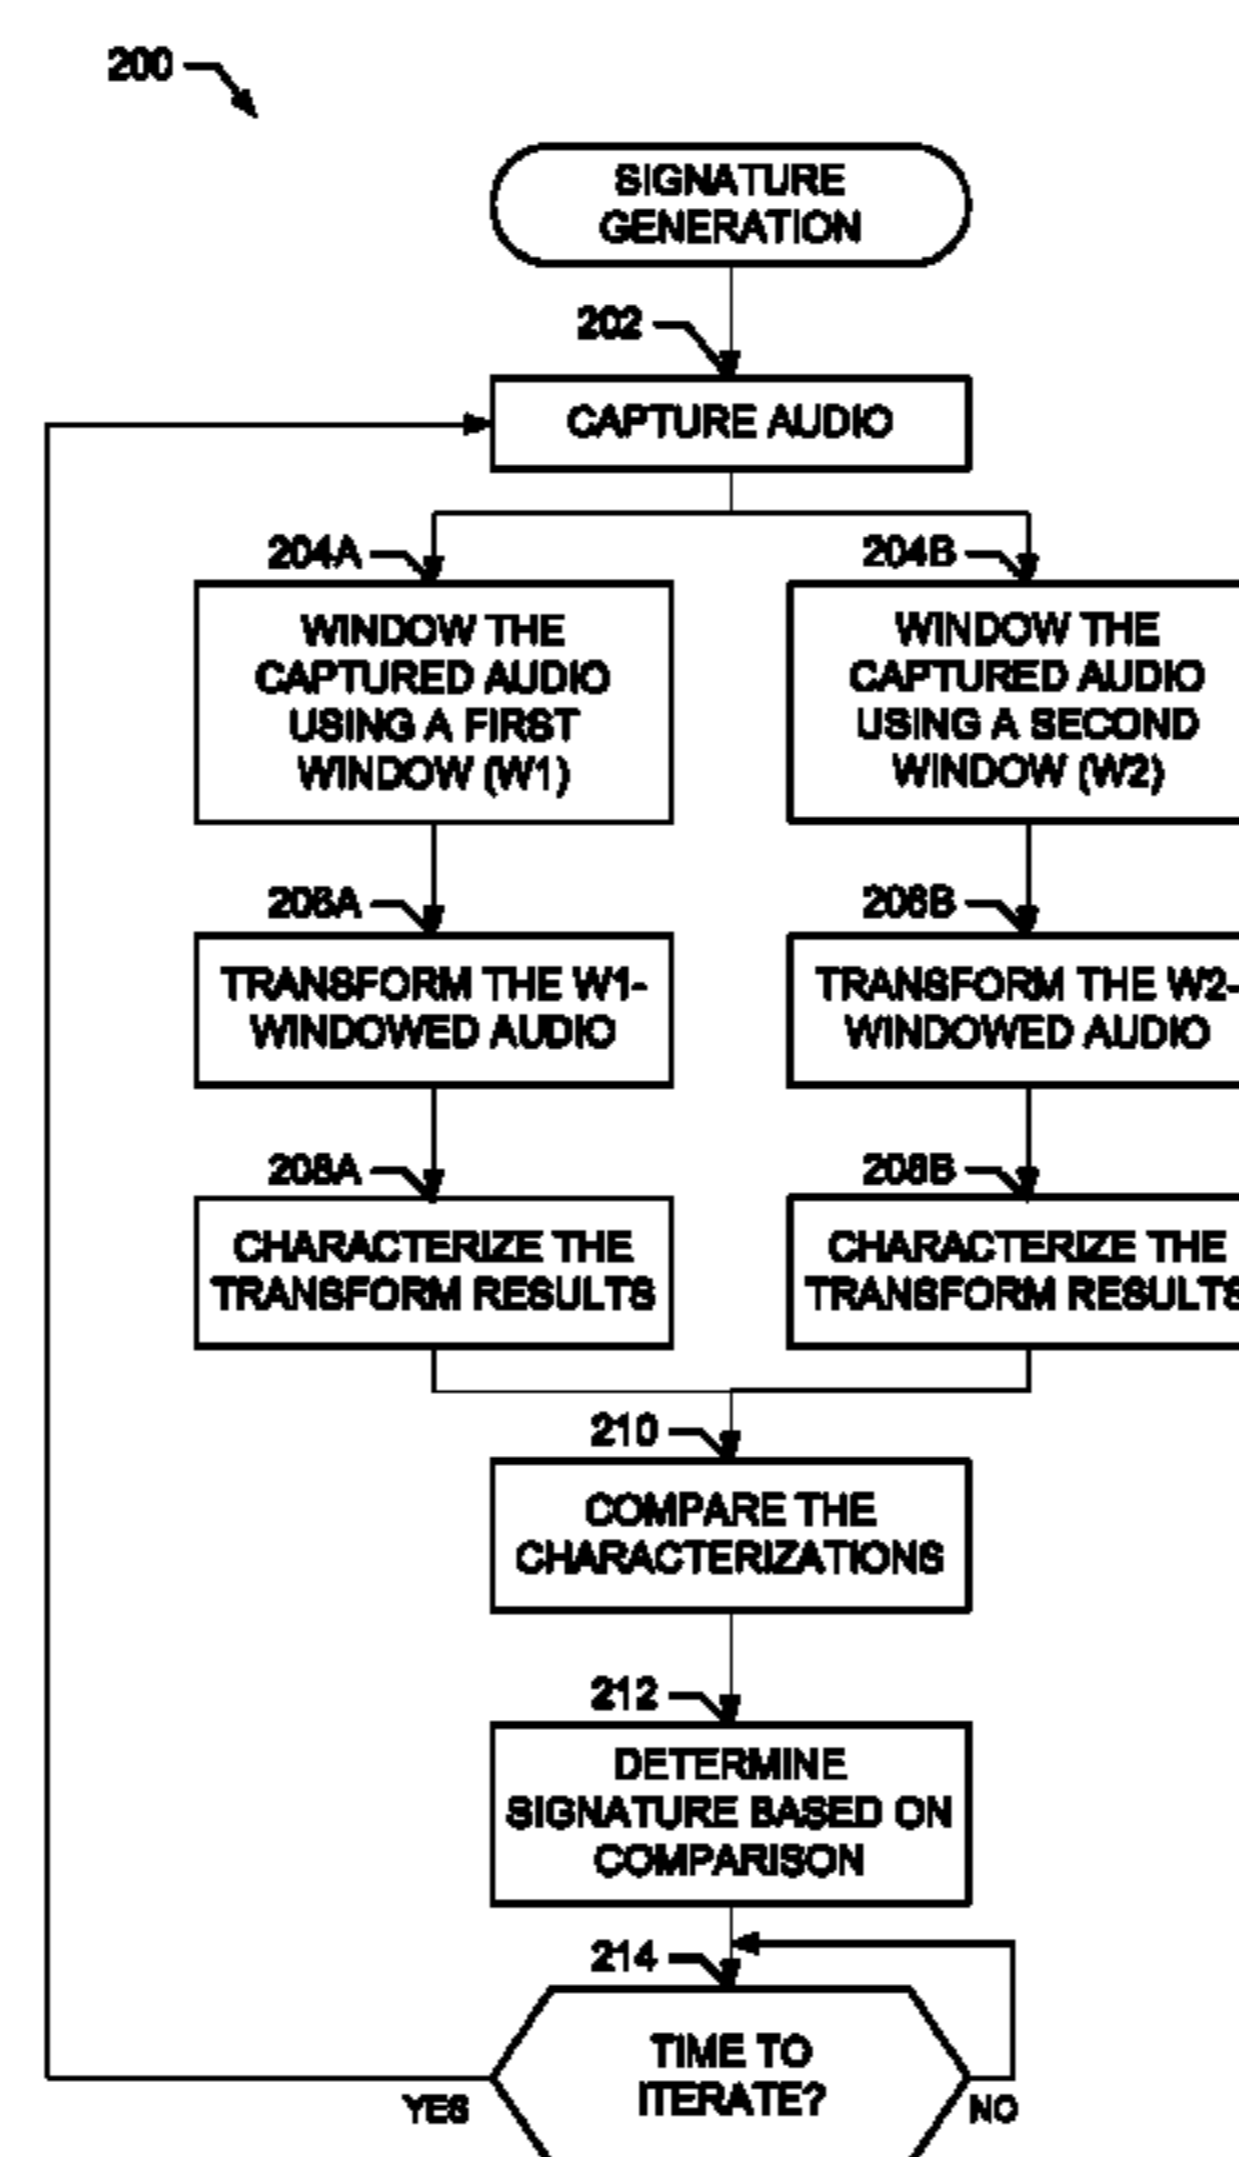 200
SIGNATURE
GENERATION
202
CAPTURE AUDIO
204A
WINDOW THE
CAPTURED AUDIO
USING A FIRST
WINDOW (W1)
204B
WINDOW THE
CAPTURED AUDIO
USING A SECOND
WINDOW (W2)
206A
TRANSFORM THE W1-
WINDOWED AUDIO
206B
TRANSFORM THE W2-
WINDOWED AUDIO
208A
CHARACTERIZE THE
TRANSFORM RESULTS
208B
CHARACTERIZE THE
TRANSFORM RESULTS
210
COMPARE THE
CHARACTERIZATIONS
212
DETERMINE
SIGNATURE BASED ON
COMPARISON
214
TIME TO
ITERATE?
YES
NO